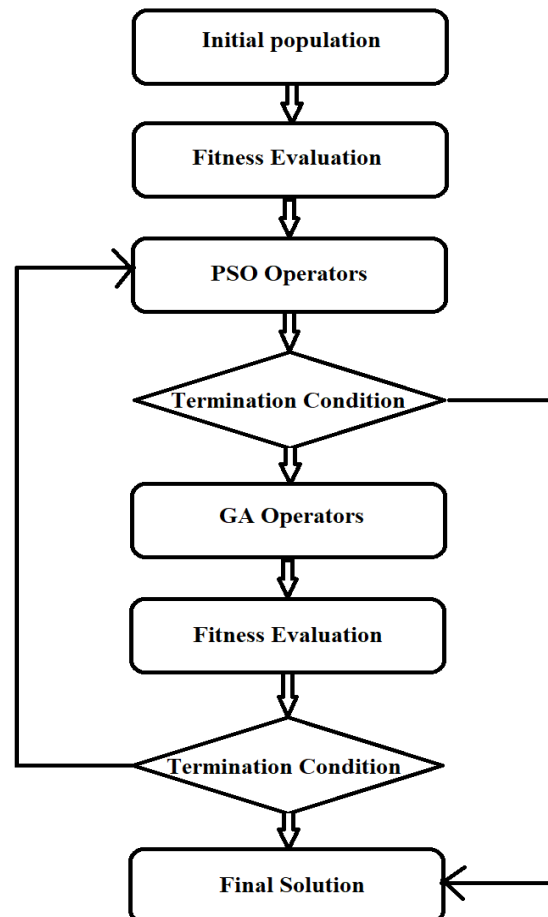 Initial population
Fitness Evaluation
PSO Operators
Termination Condition
GA Operators
Fitness Evaluation
Termination Condition
Final Solution